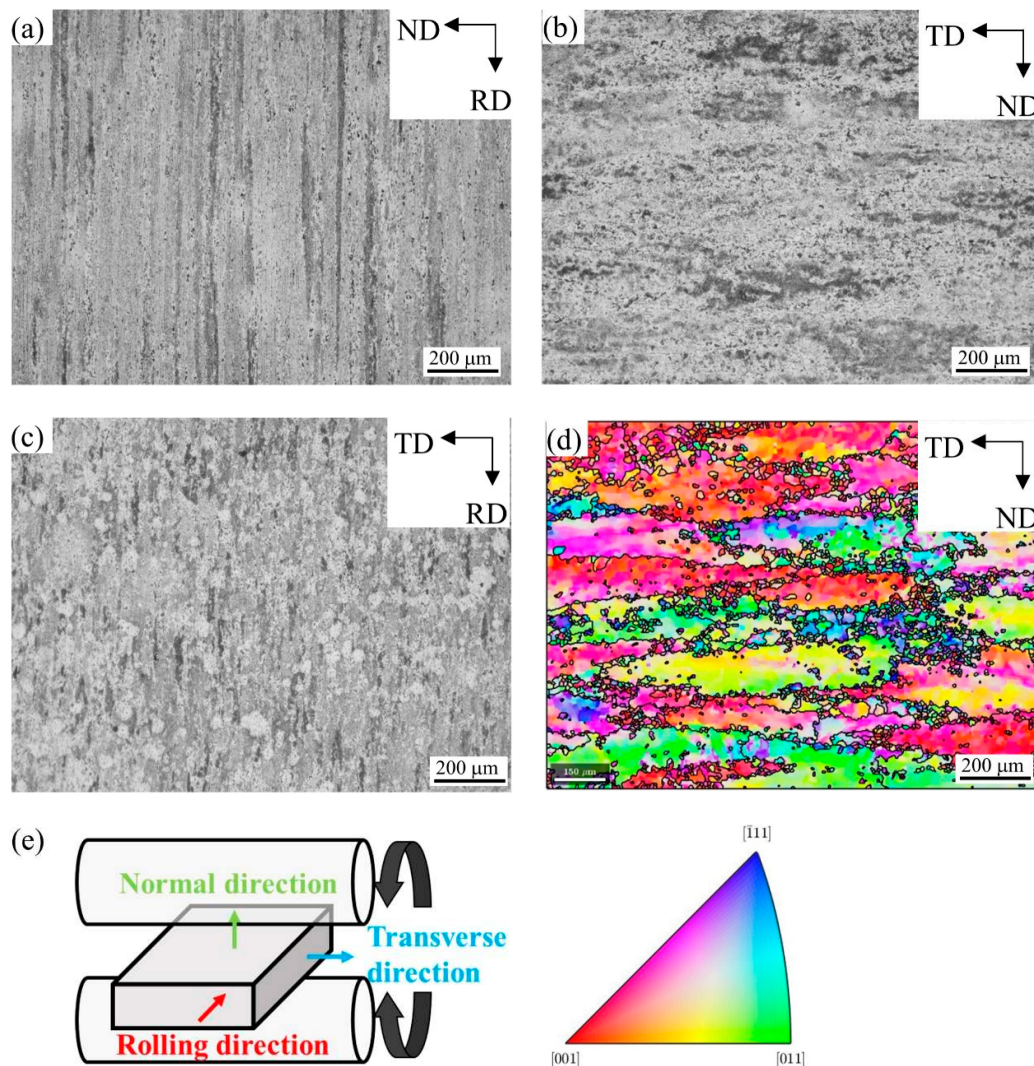 (a)
ND
RD
200 μm
(b)
TD
ND
200 μm
(c)
TD
RD
200 μm
(d)
TD
ND
150 μm
200 μm
(e)
Normal direction
Transverse
direction
Rolling direction
[1̄11]
[001]
[011]